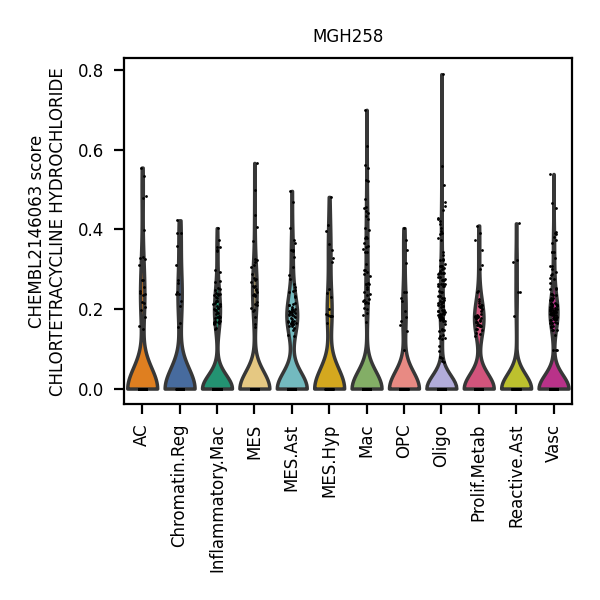 MGH258
CHEMBL2146063 score
CHLORTETRACYCLINE HYDROCHLORIDE
0.8
0.6
0.4
0.2
0.0
AC
Chromatin.Reg
Inflammatory.Mac
MES
MES.Ast
MES.Hyp
Mac
OPC
Oligo
Prolif.Metab
Reactive.Ast
Vasc